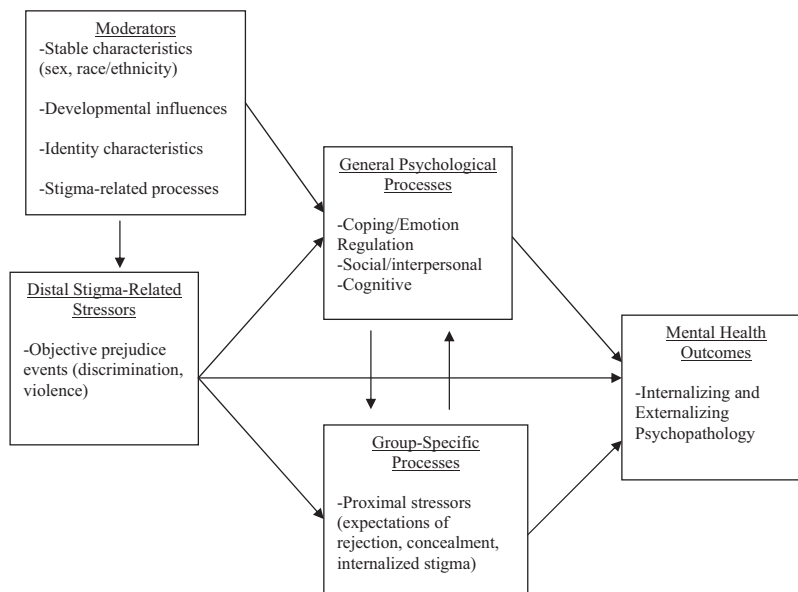 Moderators
-Stable characteristics
(sex, race/ethnicity)
-Developmental influences
-Identity characteristics
-Stigma-related processes
Distal Stigma-Related
Stressors
-Objective prejudice
events (discrimination,
violence)
General Psychological
Processes
-Coping/Emotion
Regulation
-Social/interpersonal
-Cognitive
Group-Specific
Processes
-Proximal stressors
(expectations of
rejection, concealment,
internalized stigma)
Mental Health
Outcomes
-Internalizing and
Externalizing
Psychopathology